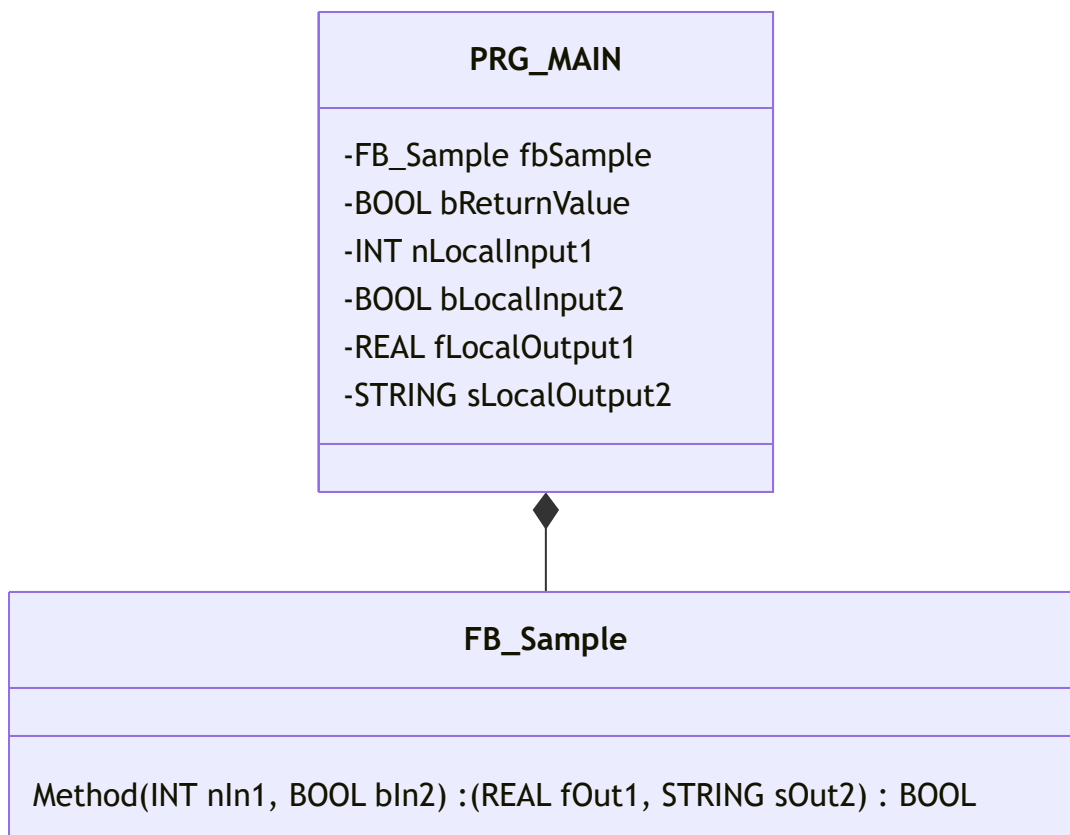 PRG_MAIN
-FB_Sample fbSample
-BOOL bReturnValue
-INT nLocalInput1
-BOOL bLocalInput2
-REAL fLocalOutput1
-STRING sLocalOutput2
FB_Sample
Method(INT nIn1, BOOL bIn2) :(REAL fOut1, STRING sOut2) : BOOL